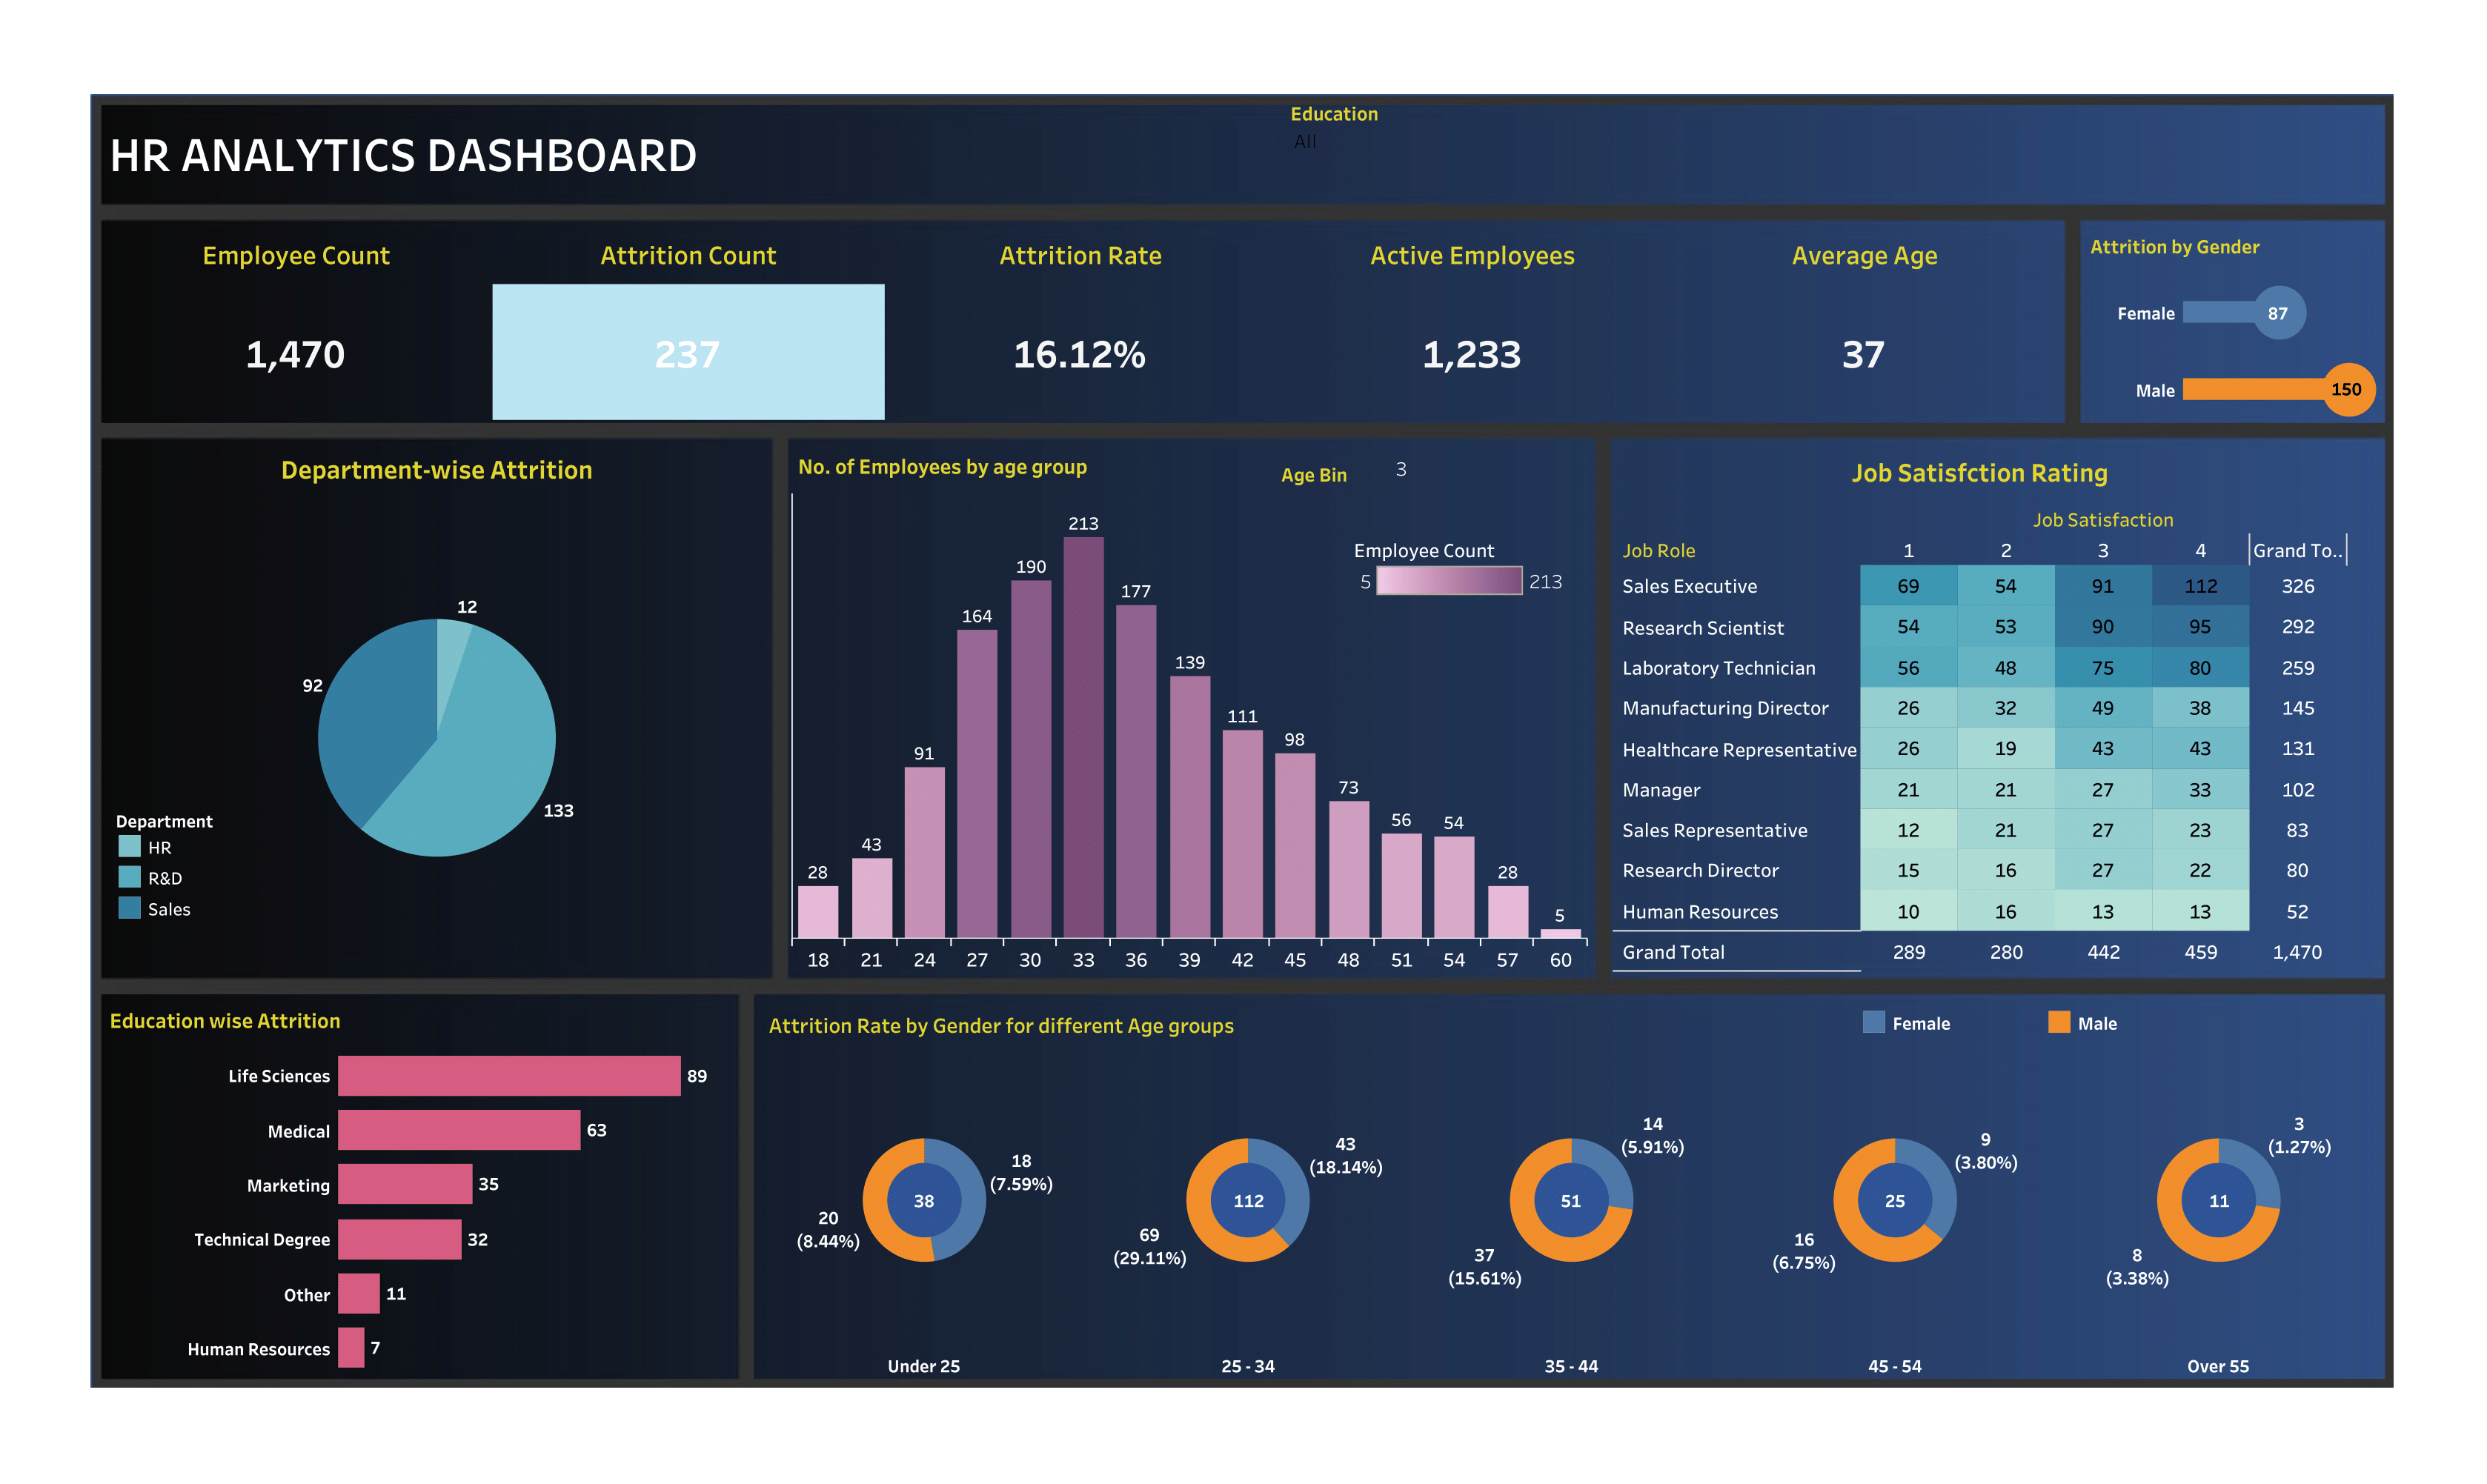 Education
All
HR ANALYTICS DASHBOARD
Employee Count
Attrition Count
Attrition Rate
Active Employees
Average Age
1,470
237
16.12%
1,233
37
Attrition by Gender
Female 87
Male 150
Department-wise Attrition
12
92
133
Department
HR
R&D
Sales
No. of Employees by age group
Age Bin 3
Employee Count
5 213
28 43 91 164 190 213 177 139 111 98 73 56 54 28 5
18 21 24 27 30 33 36 39 42 45 48 51 54 57 60
Job Satisfction Rating
Job Satisfaction
Job Role 1 2 3 4 Grand To..
Sales Executive 69 54 91 112 326
Research Scientist 54 53 90 95 292
Laboratory Technician 56 48 75 80 259
Manufacturing Director 26 32 49 38 145
Healthcare Representative 26 19 43 43 131
Manager 21 21 27 33 102
Sales Representative 12 21 27 23 83
Research Director 15 16 27 22 80
Human Resources 10 16 13 13 52
Grand Total 289 280 442 459 1,470
Education wise Attrition
Life Sciences 89
Medical 63
Marketing 35
Technical Degree 32
Other 11
Human Resources 7
Attrition Rate by Gender for different Age groups
Female Male
18
(7.59%)
38
20
(8.44%)
Under 25
43
(18.14%)
112
69
(29.11%)
25 - 34
14
(5.91%)
51
37
(15.61%)
35 - 44
9
(3.80%)
25
16
(6.75%)
45 - 54
3
(1.27%)
11
8
(3.38%)
Over 55